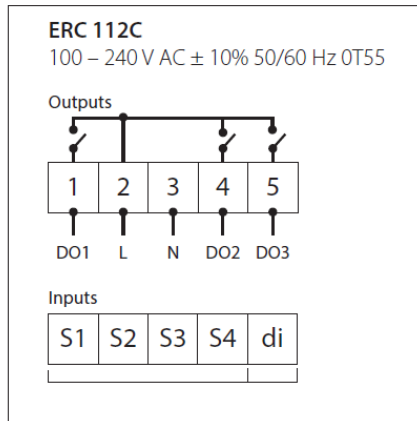 ERC 112C
100 – 240 V AC ± 10% 50/60 Hz 0T55
Outputs
1 2 3 4 5
DO1 L N DO2 DO3
Inputs
S1 S2 S3 S4 di